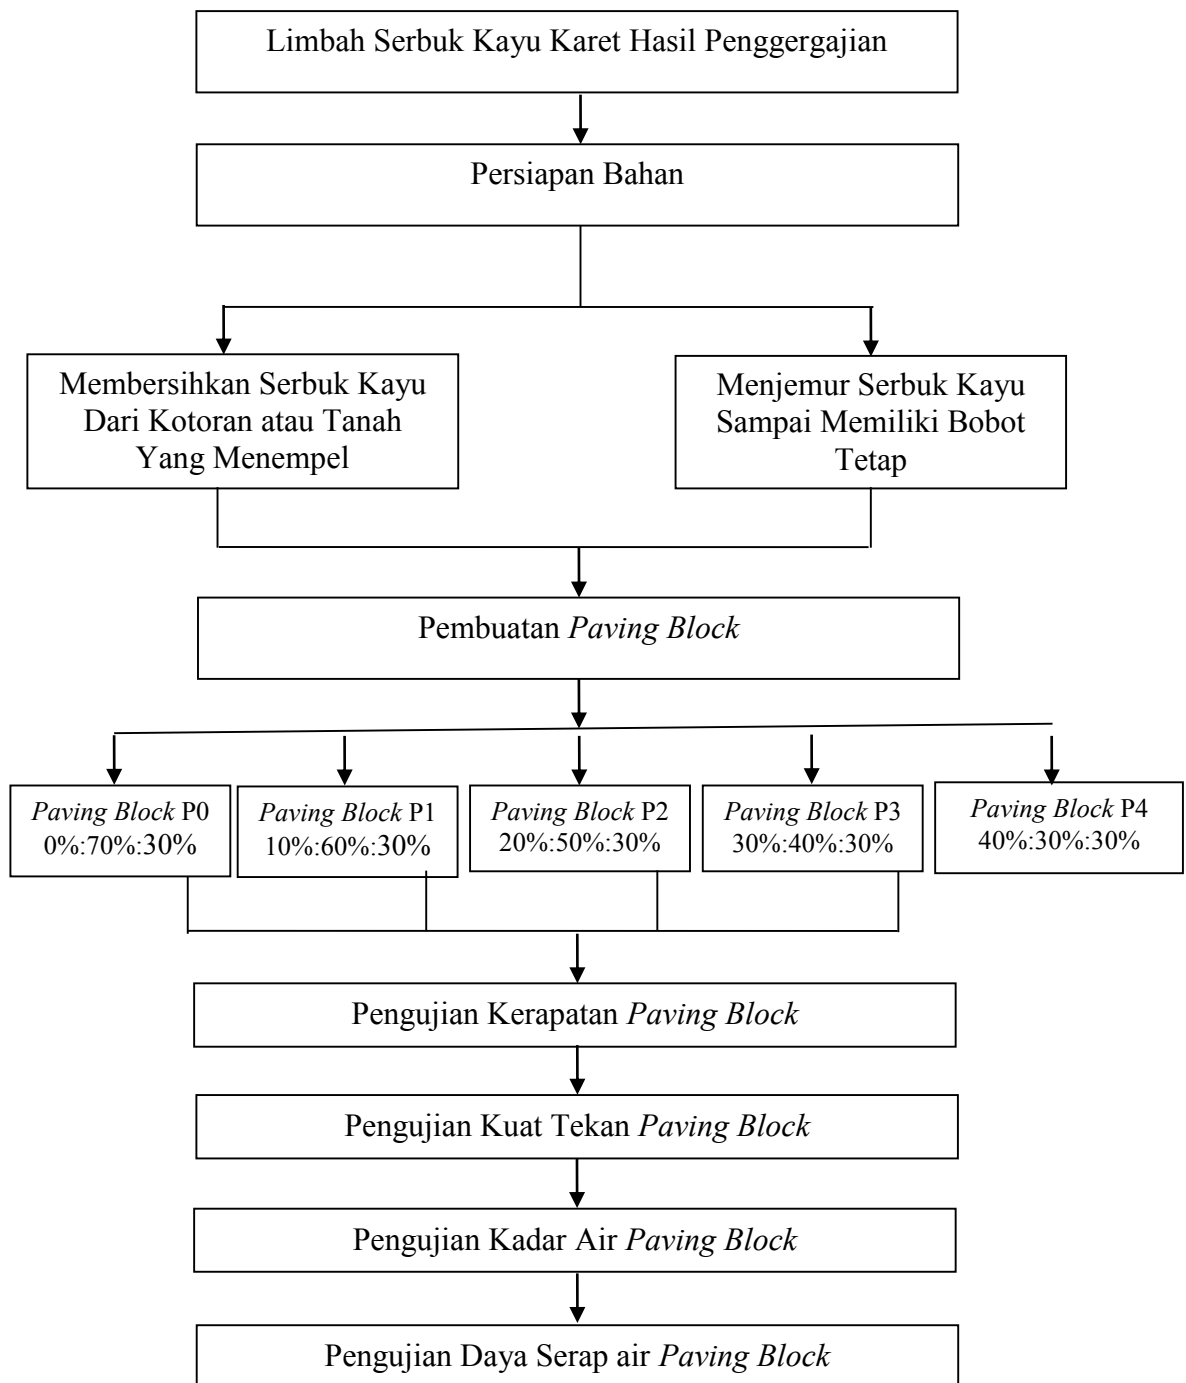 Limbah Serbuk Kayu Karet Hasil Penggergajian
Persiapan Bahan
Membersihkan Serbuk Kayu
Dari Kotoran atau Tanah
Yang Menempel
Menjemur Serbuk Kayu
Sampai Memiliki Bobot
Tetap
Pembuatan Paving Block
Paving Block P0
0%:70%:30%
Paving Block P1
10%:60%:30%
Paving Block P2
20%:50%:30%
Paving Block P3
30%:40%:30%
Paving Block P4
40%:30%:30%
Pengujian Kerapatan Paving Block
Pengujian Kuat Tekan Paving Block
Pengujian Kadar Air Paving Block
Pengujian Daya Serap air Paving Block